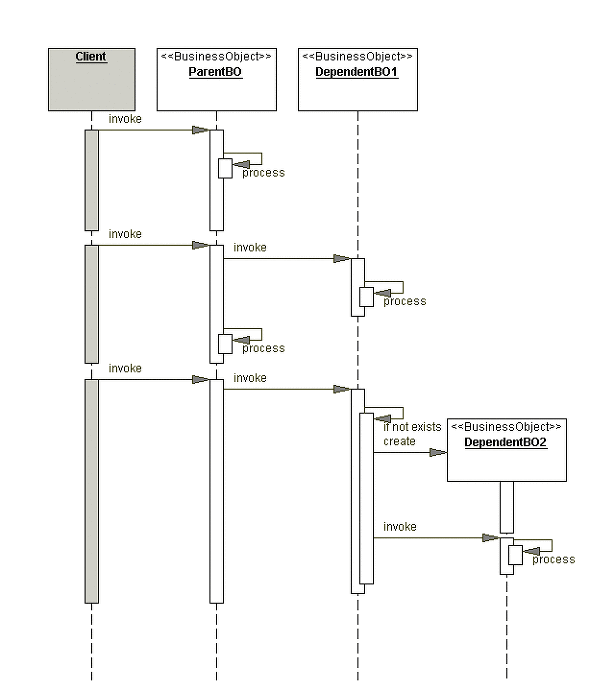 Client
<<BusinessObject>>
ParentBO
<<BusinessObject>>
DependentBO1
invoke
process
invoke
invoke
process
process
invoke
invoke
if not exists
create
<<BusinessObject>>
DependentBO2
invoke
process